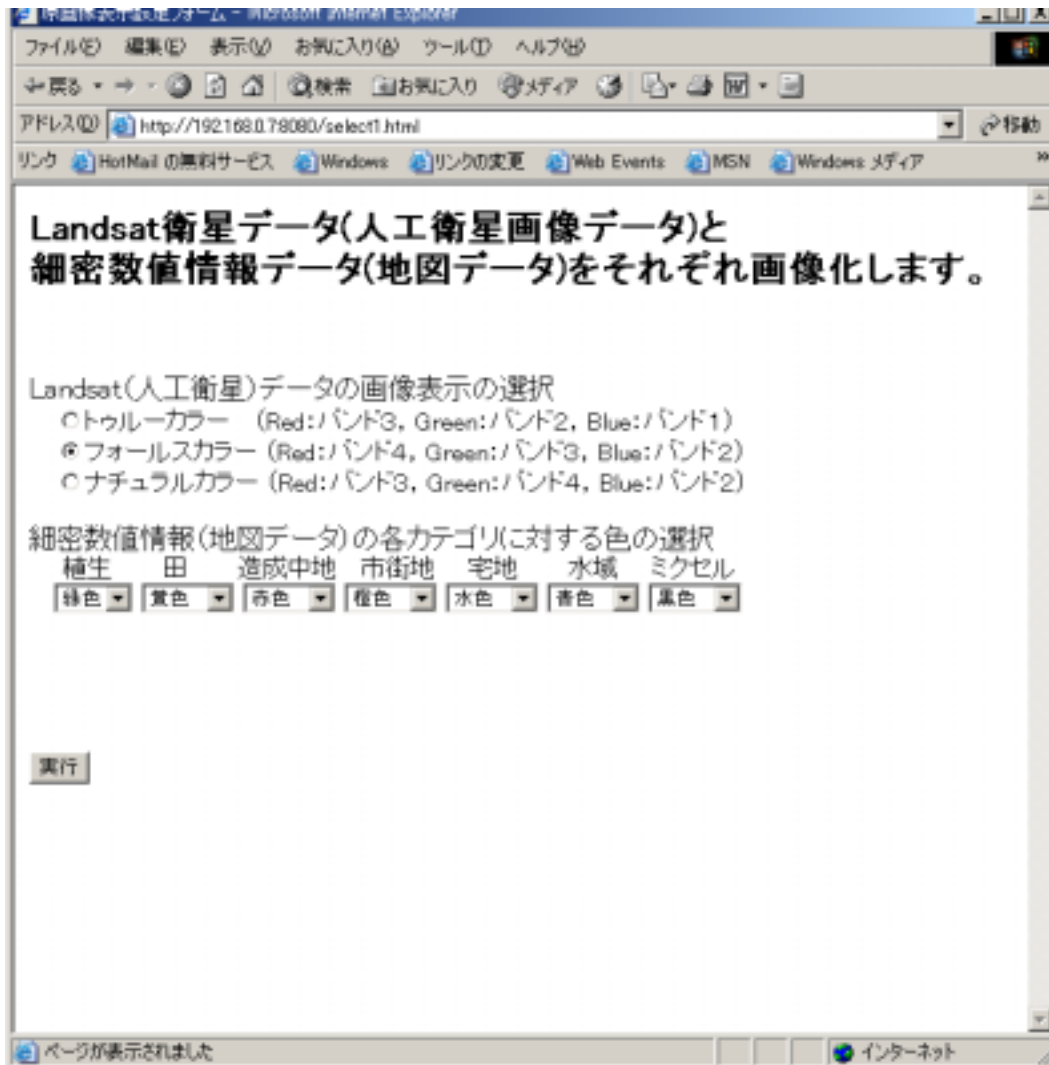 表示設定フォーム - Microsoft Internet Explorer
ファイル(F) 編集(E) 表示(V) お気に入り(A) ツール(T) ヘルプ(H)
戻る 検索 お気に入り メディア
アドレス(D) http://192.168.0.7:8080/select1.html 移動
リンク HotMail の無料サービス Windows リンクの変更 Web Events MSN Windows メディア
Landsat衛星データ(人工衛星画像データ)と
細密数値情報データ(地図データ)をそれぞれ画像化します。
Landsat(人工衛星)データの画像表示の選択
トゥルーカラー (Red:バンド3, Green:バンド2, Blue:バンド1)
フォールスカラー (Red:バンド4, Green:バンド3, Blue:バンド2)
ナチュラルカラー (Red:バンド3, Green:バンド4, Blue:バンド2)
細密数値情報(地図データ)の各カテゴリに対する色の選択
植生 田 造成中地 市街地 宅地 水域 ミクセル
緑色 黄色 赤色 橙色 水色 青色 黒色
実行
ページが表示されました インターネット